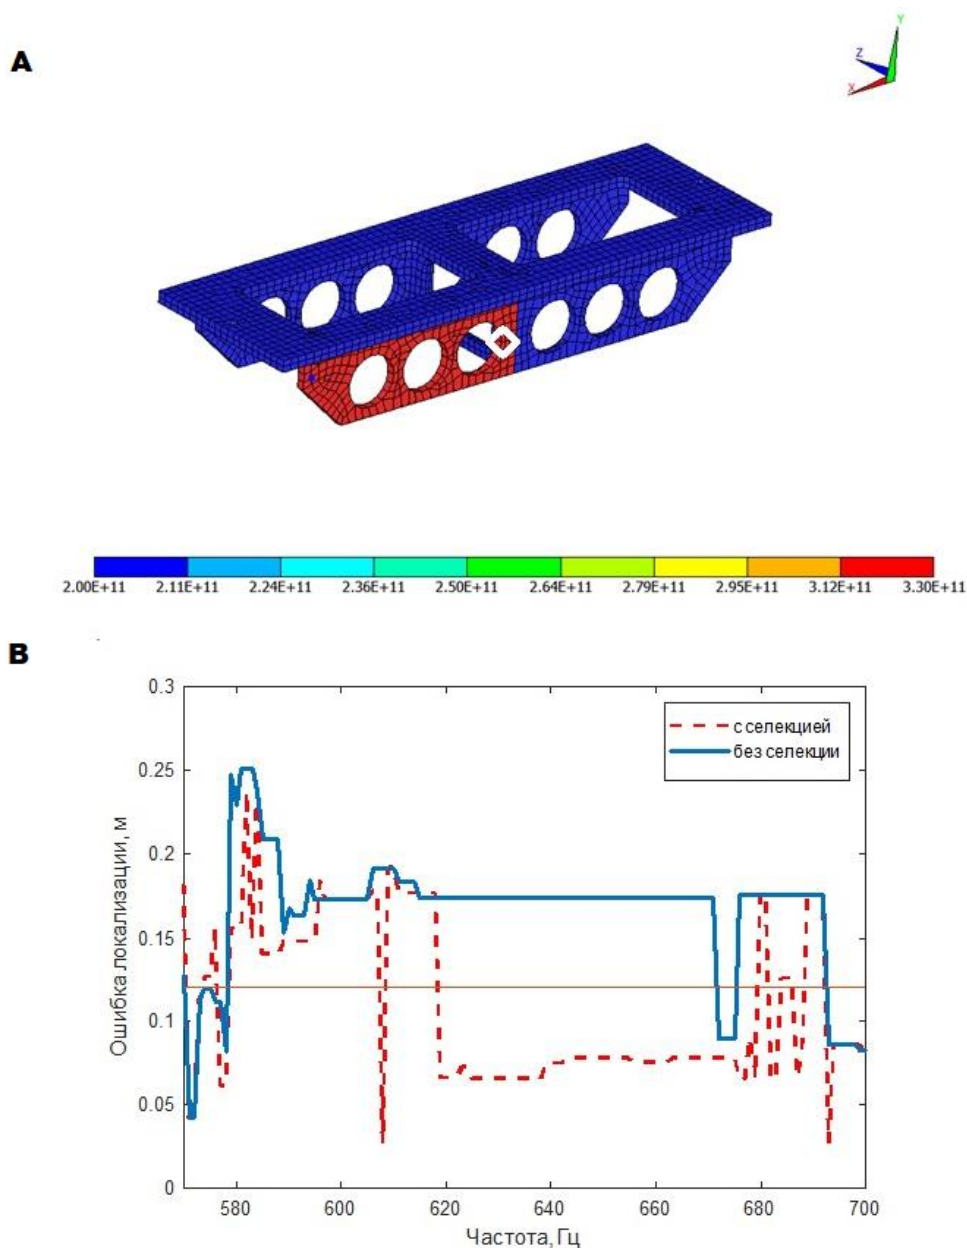 A
Y
Z
X
2.00E+11 2.11E+11 2.24E+11 2.36E+11 2.50E+11 2.64E+11 2.79E+11 2.95E+11 3.12E+11 3.30E+11
B
0.3
0.25
0.2
0.15
0.1
0.05
0
Ошибка локализации, м
с селекцией
без селекции
580 600 620 640 660 680 700
Частота, Гц